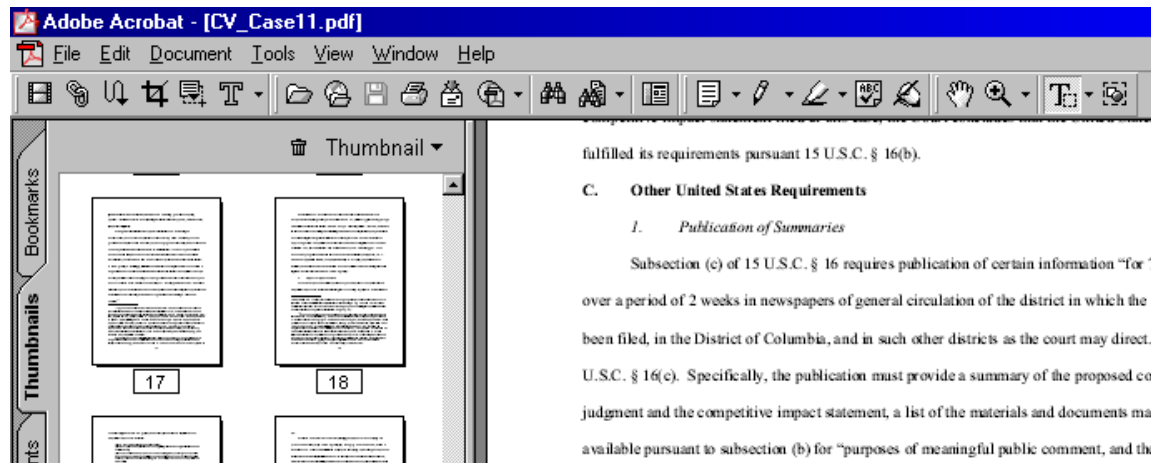 Adobe Acrobat - [CV_Case11.pdf]
File Edit Document Tools View Window Help
Thumbnail
Bookmarks
Thumbnails
17
18
fulfilled its requirements pursuant 15 U.S.C. § 16(b).
C. Other United States Requirements
1. Publication of Summaries
Subsection (c) of 15 U.S.C. § 16 requires publication of certain information “for
over a period of 2 weeks in newspapers of general circulation of the district in which the
been filed, in the District of Columbia, and in such other districts as the court may direct.
U.S.C. § 16(c). Specifically, the publication must provide a summary of the proposed co
judgment and the competitive impact statement, a list of the materials and documents ma
available pursuant to subsection (b) for “purposes of meaningful public comment, and the